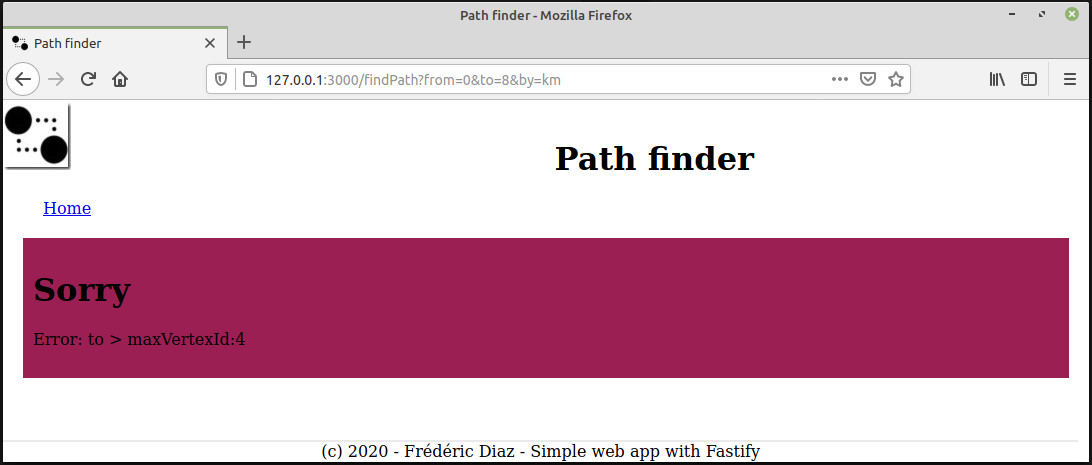 Path finder - Mozilla Firefox
Path finder
127.0.0.1:3000/findPath?from=0&to=8&by=km
Path finder
Home
Sorry
Error: to > maxVertexId:4
(c) 2020 - Frédéric Diaz - Simple web app with Fastify